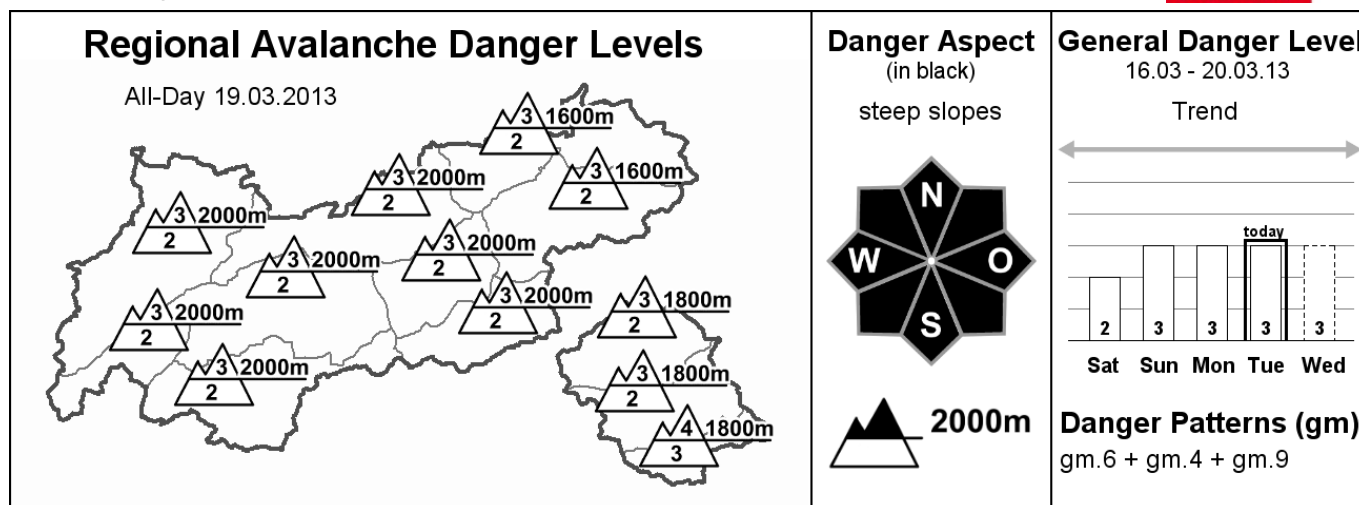 Regional Avalanche Danger Levels
All-Day 19.03.2013
3 1600m
2
3 1600m
2
3 2000m
2
3 2000m
2
3 2000m
2
3 2000m
2
3 2000m
2
3 1800m
2
3 2000m
2
3 2000m
2
3 1800m
2
4 1800m
3
Danger Aspect
(in black)
steep slopes
N
W O
S
2000m
General Danger Level
16.03 - 20.03.13
Trend
today
2 3 3 3 3
Sat Sun Mon Tue Wed
Danger Patterns (gm)
gm.6 + gm.4 + gm.9